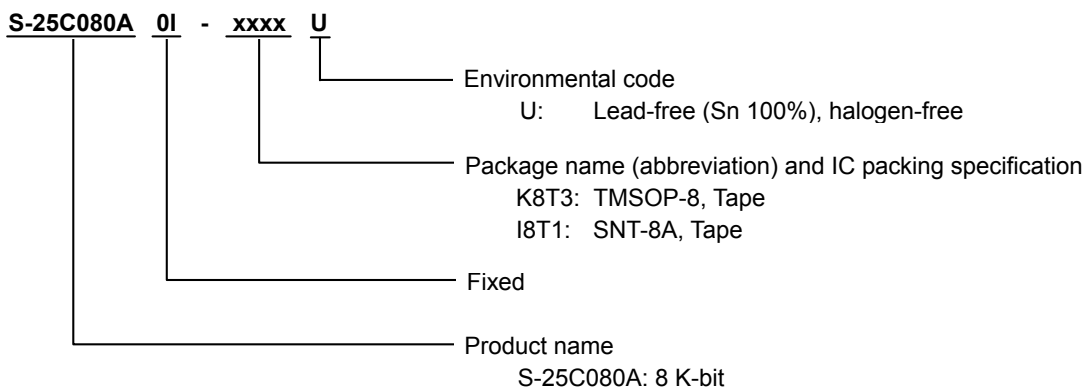 S-25C080A 0I - xxxx U
Environmental code
U: Lead-free (Sn 100%), halogen-free
Package name (abbreviation) and IC packing specification
K8T3: TMSOP-8, Tape
I8T1: SNT-8A, Tape
Fixed
Product name
S-25C080A: 8 K-bit